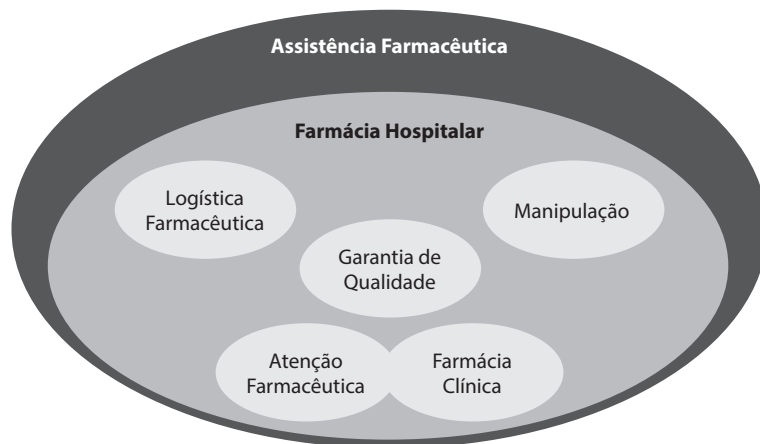 Assistência Farmacêutica
Farmácia Hospitalar
Logística
Farmacêutica
Manipulação
Garantia de
Qualidade
Atenção
Farmacêutica
Farmácia
Clínica